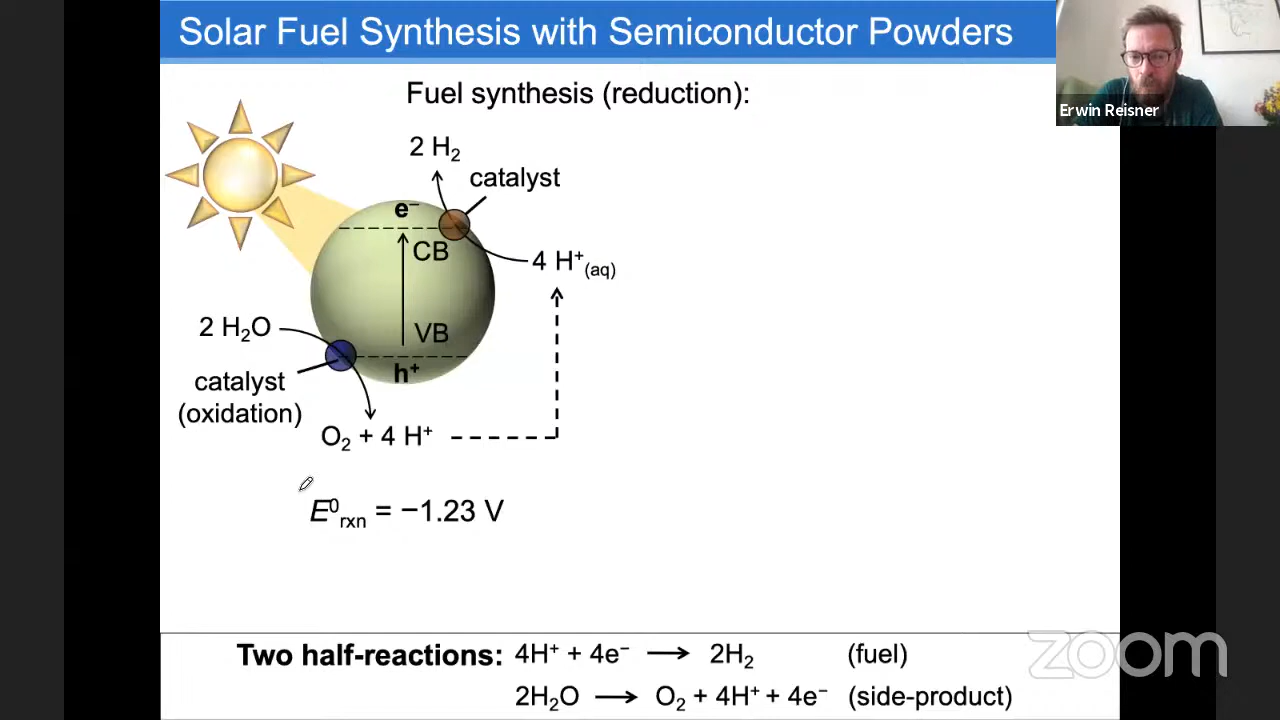 Solar Fuel Synthesis with Semiconductor Powders
Erwin Reisner
Fuel synthesis (reduction):
2 H₂
catalyst
e⁻
CB
4 H⁺(aq)
2 H₂O
VB
catalyst
(oxidation)
h⁺
O₂ + 4 H⁺
E⁰rxn = −1.23 V
Two half-reactions: 4H⁺ + 4e⁻ ⟶ 2H₂ (fuel)
2H₂O ⟶ O₂ + 4H⁺ + 4e⁻ (side-product)
zoom